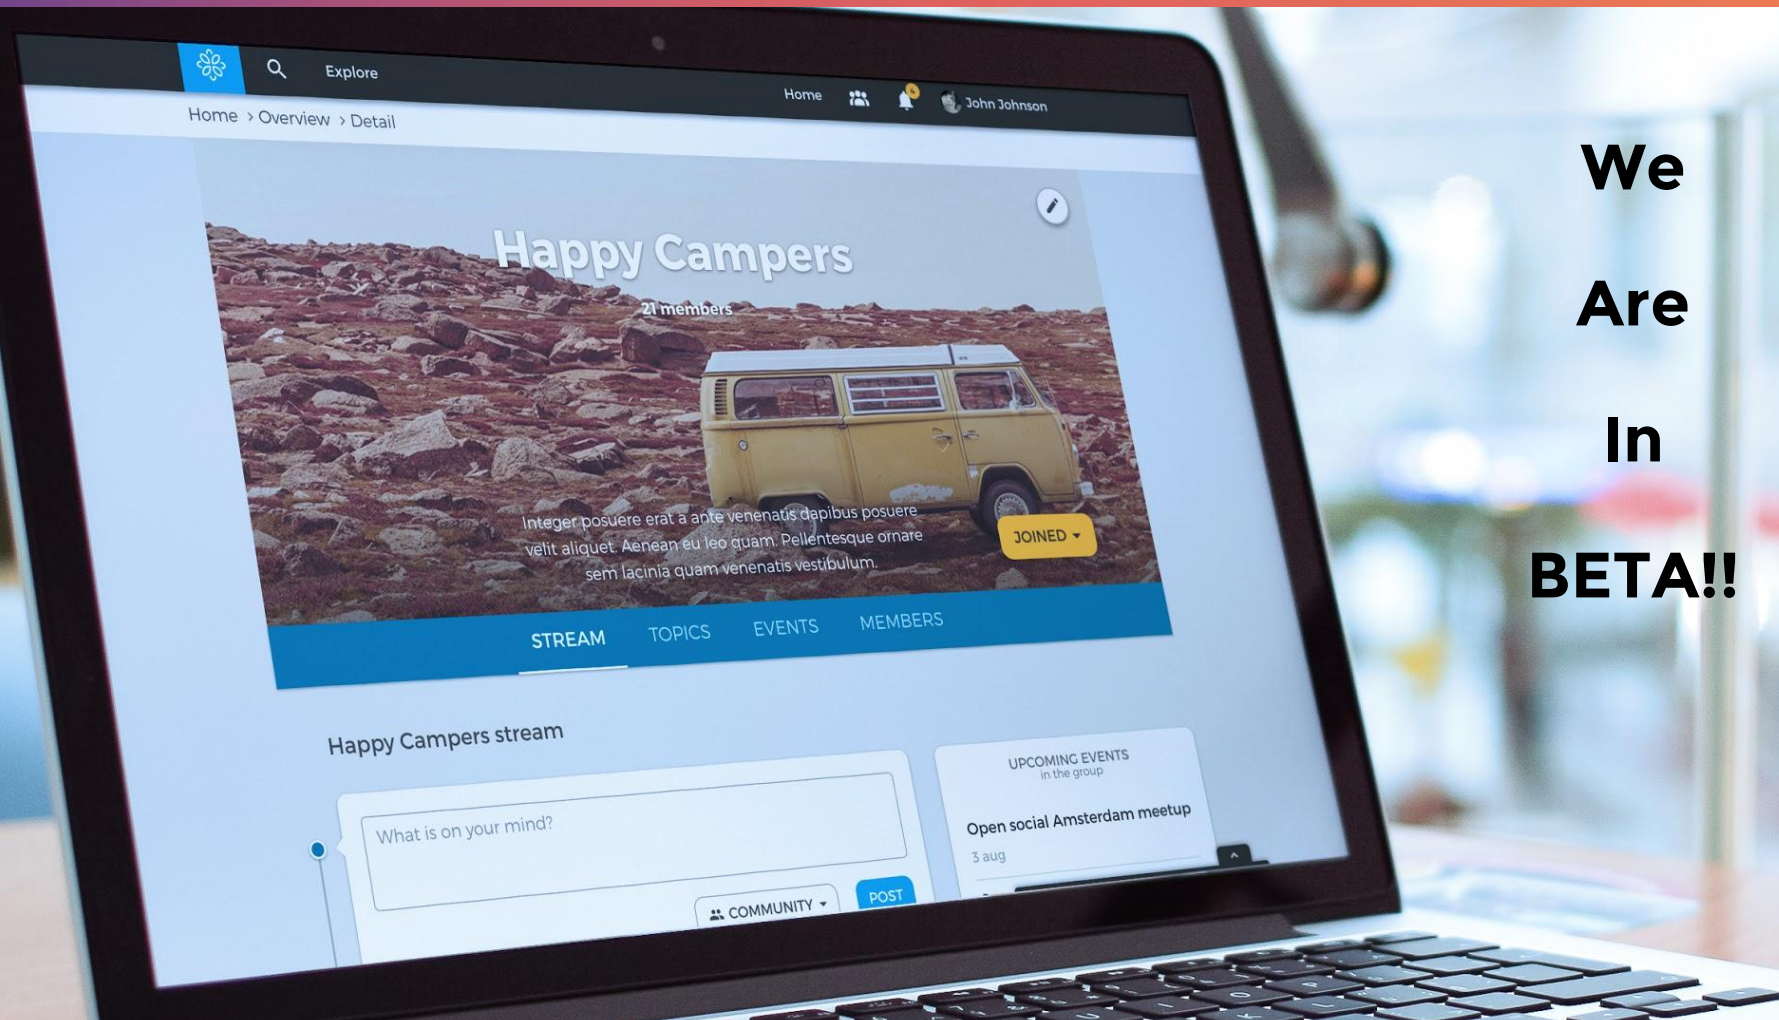 Explore
Home
4
John Johnson
Home > Overview > Detail
Happy Campers
21 members
Integer posuere erat a ante venenatis dapibus posuere
velit aliquet. Aenean eu leo quam. Pellentesque ornare
sem lacinia quam venenatis vestibulum.
JOINED
STREAM TOPICS EVENTS MEMBERS
Happy Campers stream
What is on your mind?
COMMUNITY
POST
UPCOMING EVENTS
in the group
Open social Amsterdam meetup
3 aug
We
Are
In
BETA!!